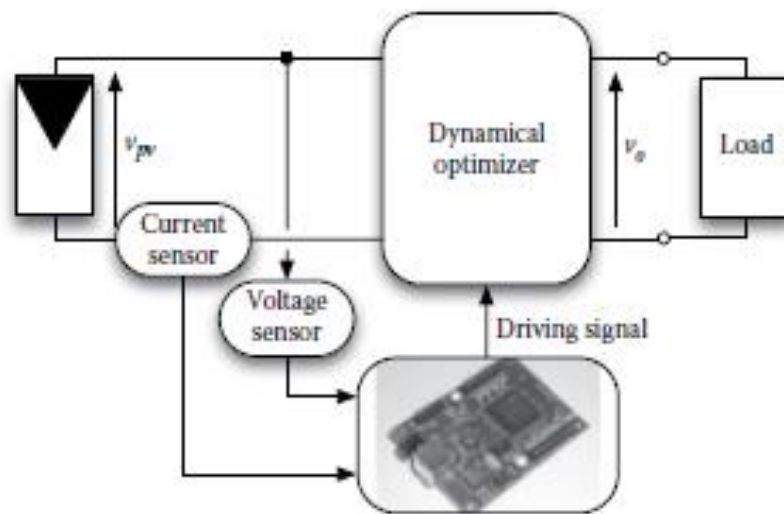 Dynamical
optimizer
v_pv
v_o
Load
Current
sensor
Voltage
sensor
Driving signal